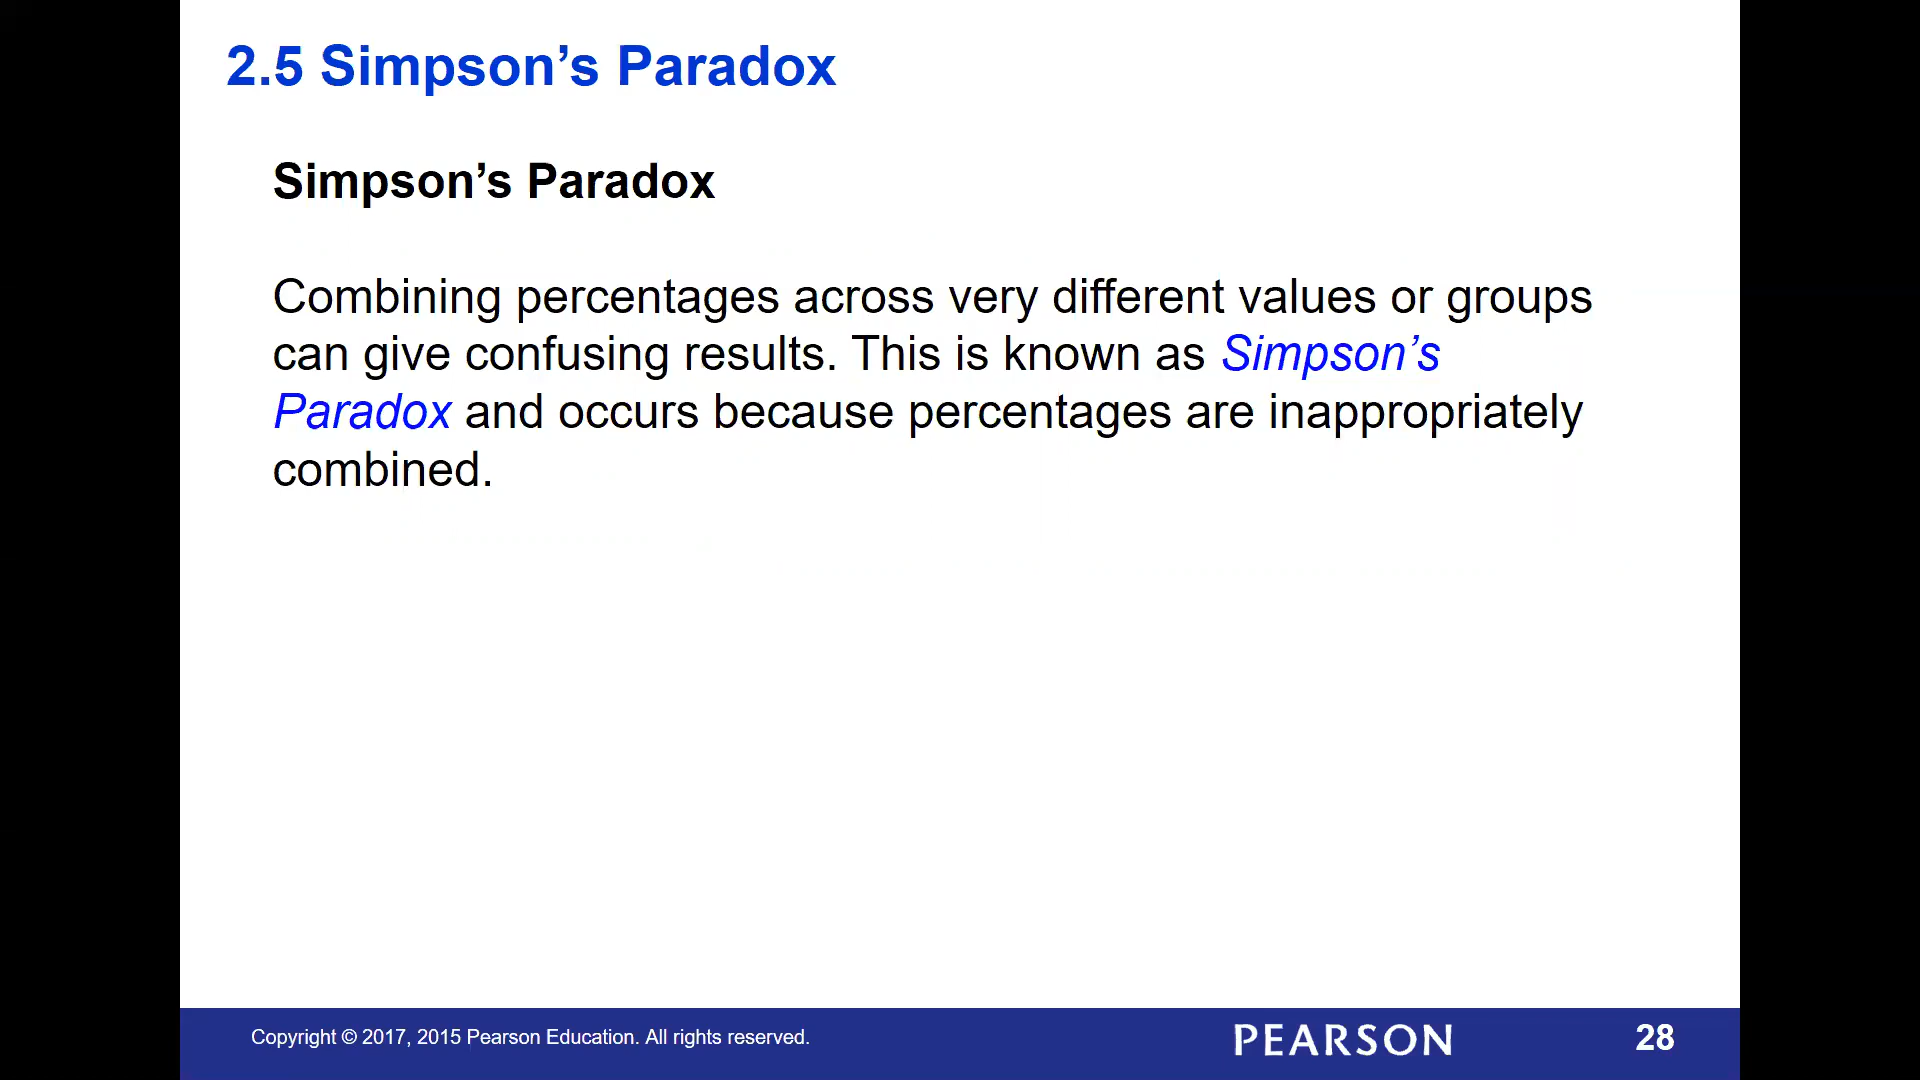 2.5 Simpson’s Paradox
Simpson’s Paradox
Combining percentages across very different values or groups
can give confusing results. This is known as Simpson’s
Paradox and occurs because percentages are inappropriately
combined.
Copyright © 2017, 2015 Pearson Education. All rights reserved.
PEARSON
28